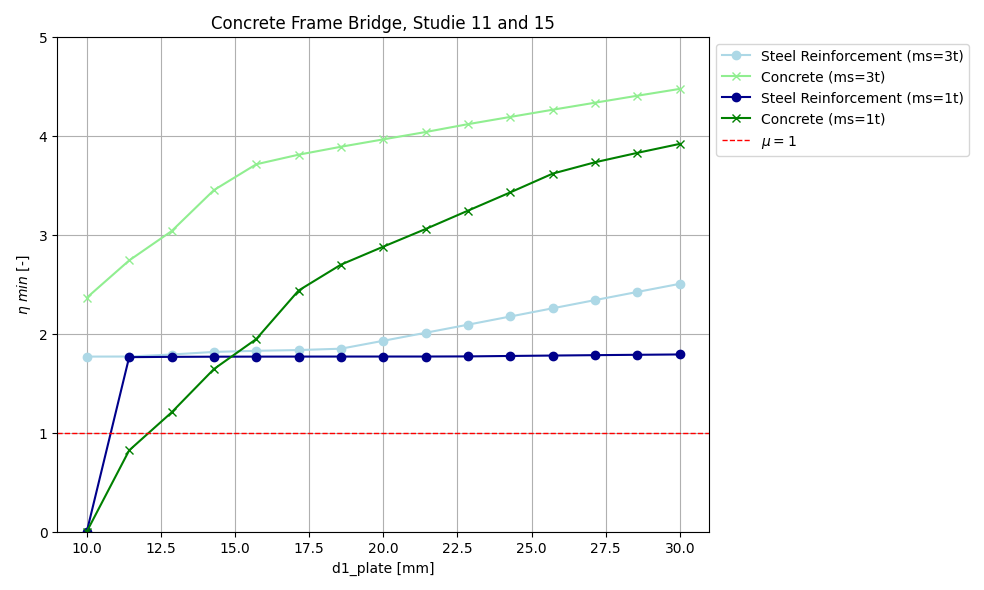 Concrete Frame Bridge, Studie 11 and 15
5
4
3
2
1
0
η min [-]
10.0 12.5 15.0 17.5 20.0 22.5 25.0 27.5 30.0
d1_plate [mm]
Steel Reinforcement (ms=3t)
Concrete (ms=3t)
Steel Reinforcement (ms=1t)
Concrete (ms=1t)
μ = 1